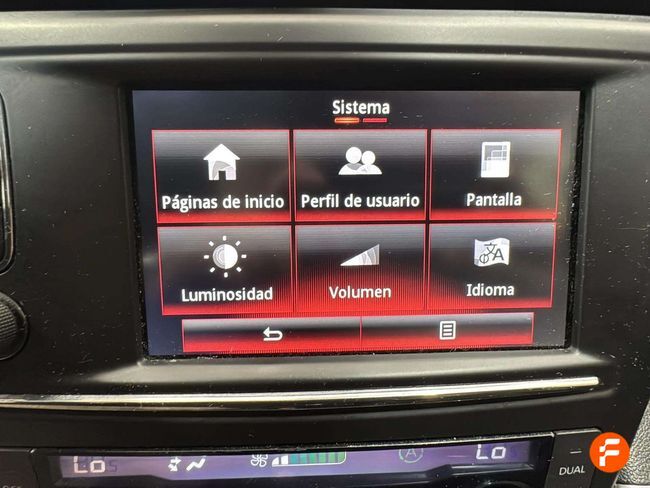 Sistema
Páginas de inicio
Perfil de usuario
Pantalla
Luminosidad
Volumen
Idioma
Lo
Lo
DUAL